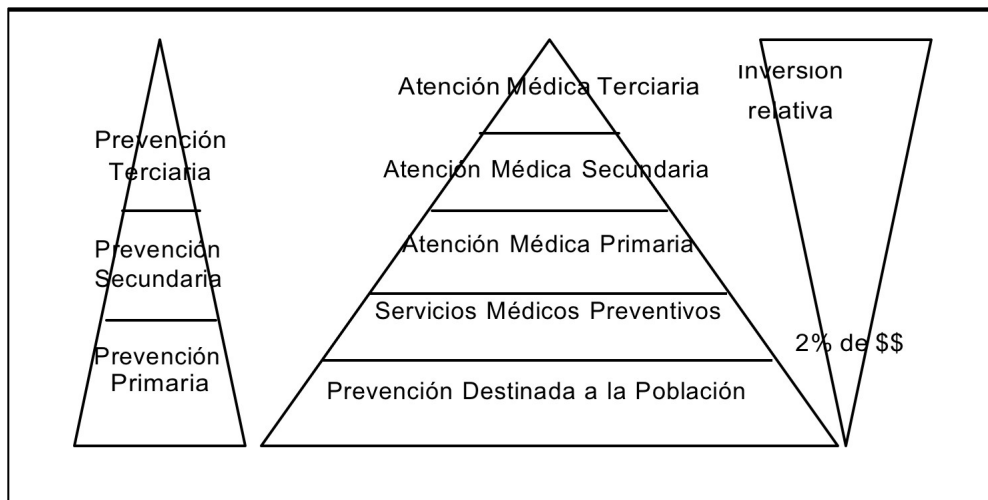 Prevención
Terciaria
Prevención
Secundaria
Prevención
Primaria
Atención Médica Terciaria
Atención Médica Secundaria
Atención Médica Primaria
Servicios Médicos Preventivos
Prevención Destinada a la Población
Inversion
relativa
2% de $$